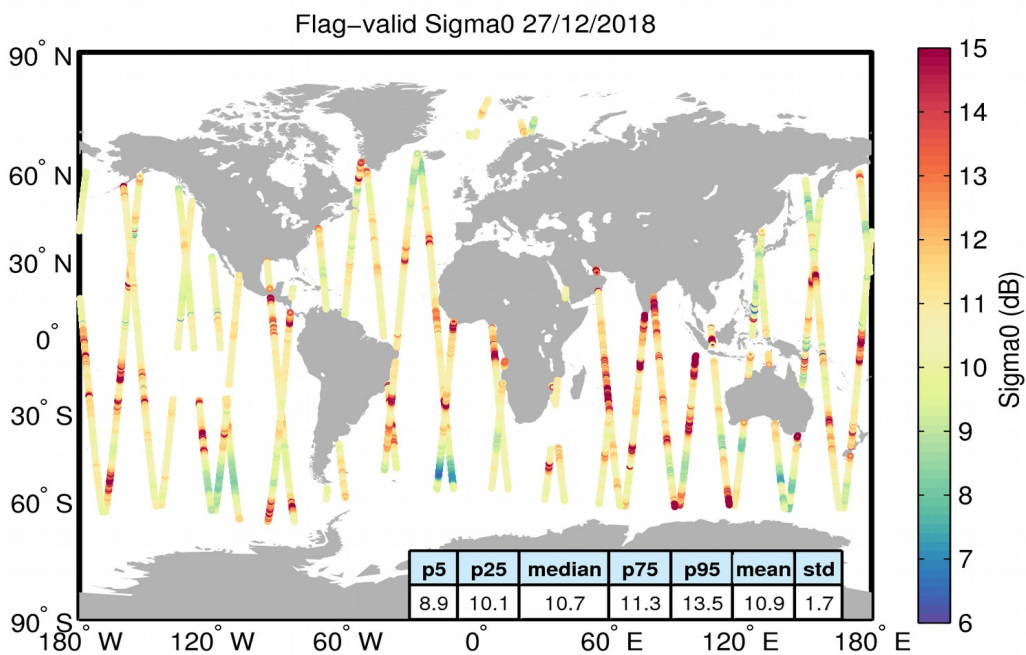 Flag−valid Sigma0 27/12/2018
90° N
60° N
30° N
0°
30° S
60° S
90° S
180° W
120° W
60° W
0°
60° E
120° E
180° E
15
14
13
12
11
10
9
8
7
6
Sigma0 (dB)
p5 p25 median p75 p95 mean std
8.9 10.1 10.7 11.3 13.5 10.9 1.7